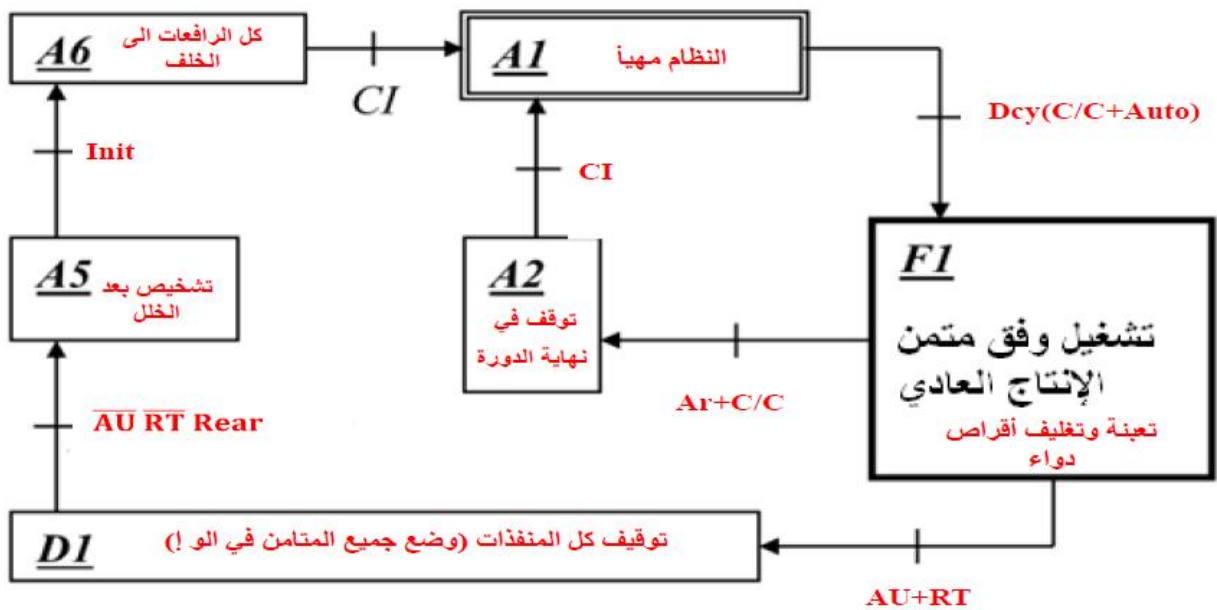 A6 كل الرافعات الى
الخلف
CI
A1 النظام مهيأ
Dcy(C/C+Auto)
Init
CI
A5 تشخيص بعد
الخلل
A2
توقف في
نهاية الدورة
F1
تشغيل وفق متمن
الإنتاج العادي
تعبئة وتغليف أقراص
دواء
Ar+C/C
A̅U̅ R̅T̅ Rear
D1 توقيف كل المنفذات (وضع جميع المتامن في الو إ)
AU+RT